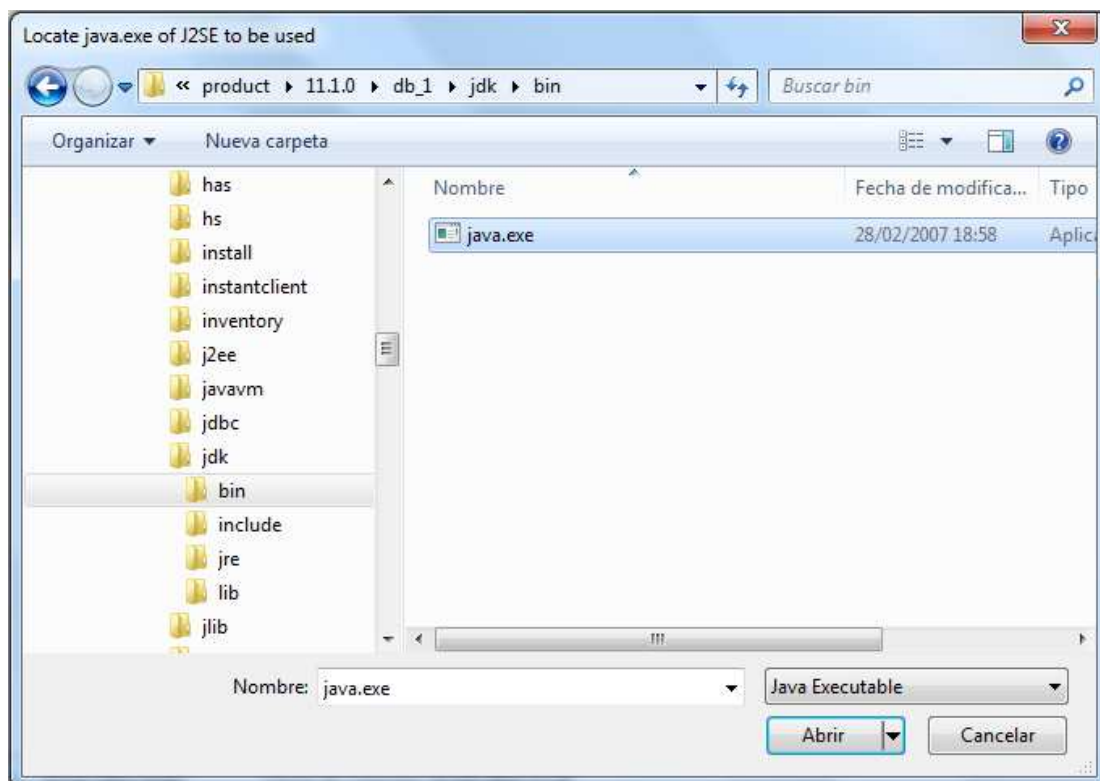 Locate java.exe of J2SE to be used
« product ▸ 11.1.0 ▸ db_1 ▸ jdk ▸ bin
Buscar bin
Organizar
Nueva carpeta
has
hs
install
instantclient
inventory
j2ee
javavm
jdbc
jdk
bin
include
jre
lib
jlib
Nombre Fecha de modifica... Tipo
java.exe 28/02/2007 18:58 Aplic
Nombre: java.exe
Java Executable
Abrir
Cancelar